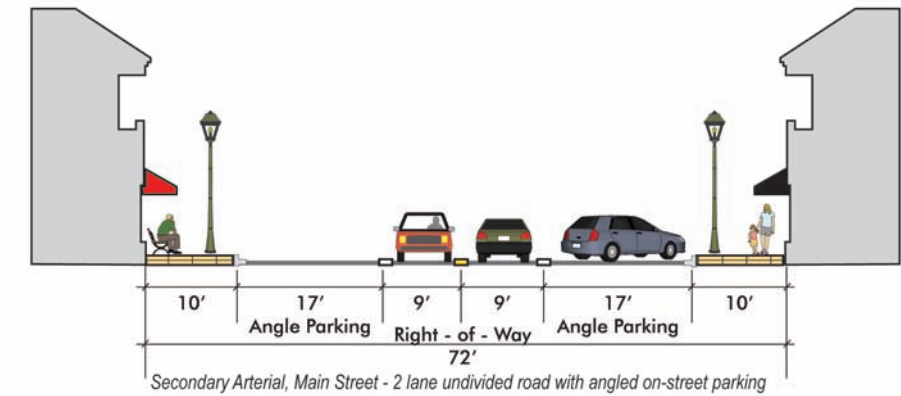 10' 17' 9' 9' 17' 10'
Angle Parking Right - of - Way Angle Parking
72'
Secondary Arterial, Main Street - 2 lane undivided road with angled on-street parking